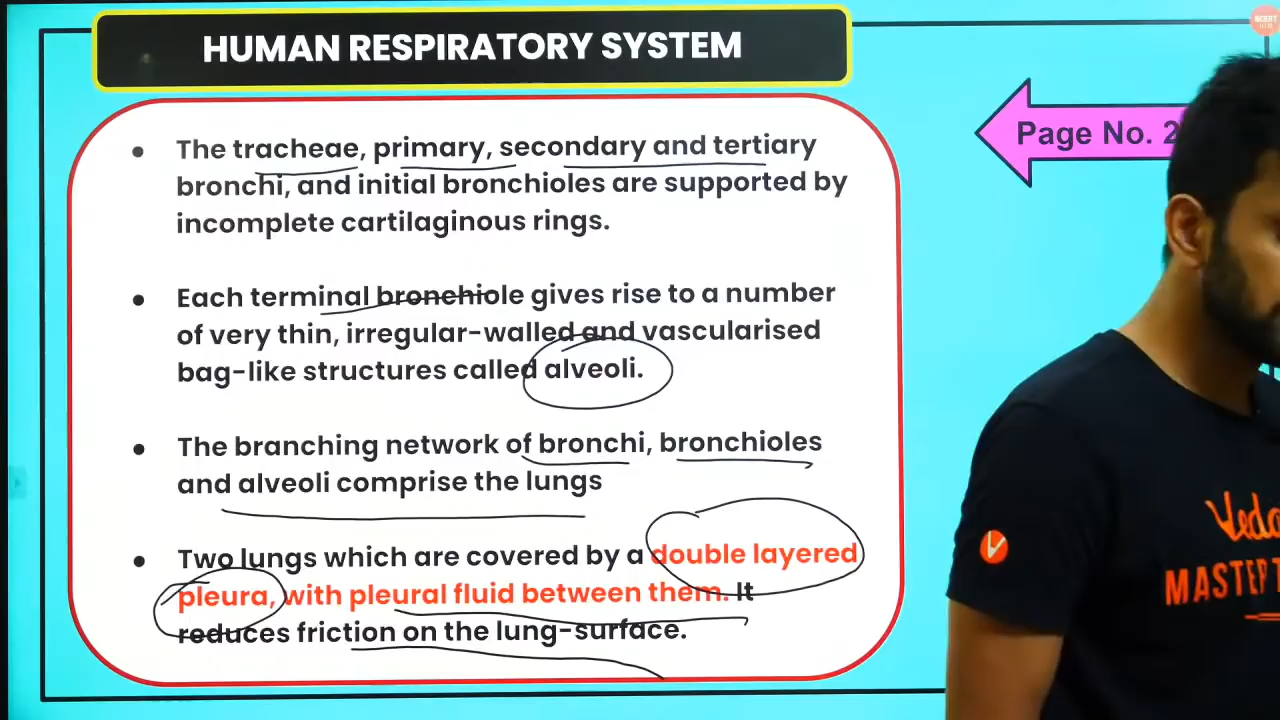 HUMAN RESPIRATORY SYSTEM
Page No. 2
• The tracheae, primary, secondary and tertiary
bronchi, and initial bronchioles are supported by
incomplete cartilaginous rings.
• Each terminal bronchiole gives rise to a number
of very thin, irregular-walled and vascularised
bag-like structures called alveoli.
• The branching network of bronchi, bronchioles
and alveoli comprise the lungs
• Two lungs which are covered by a double layered
pleura, with pleural fluid between them. It
reduces friction on the lung-surface.
Veda
MASTER T